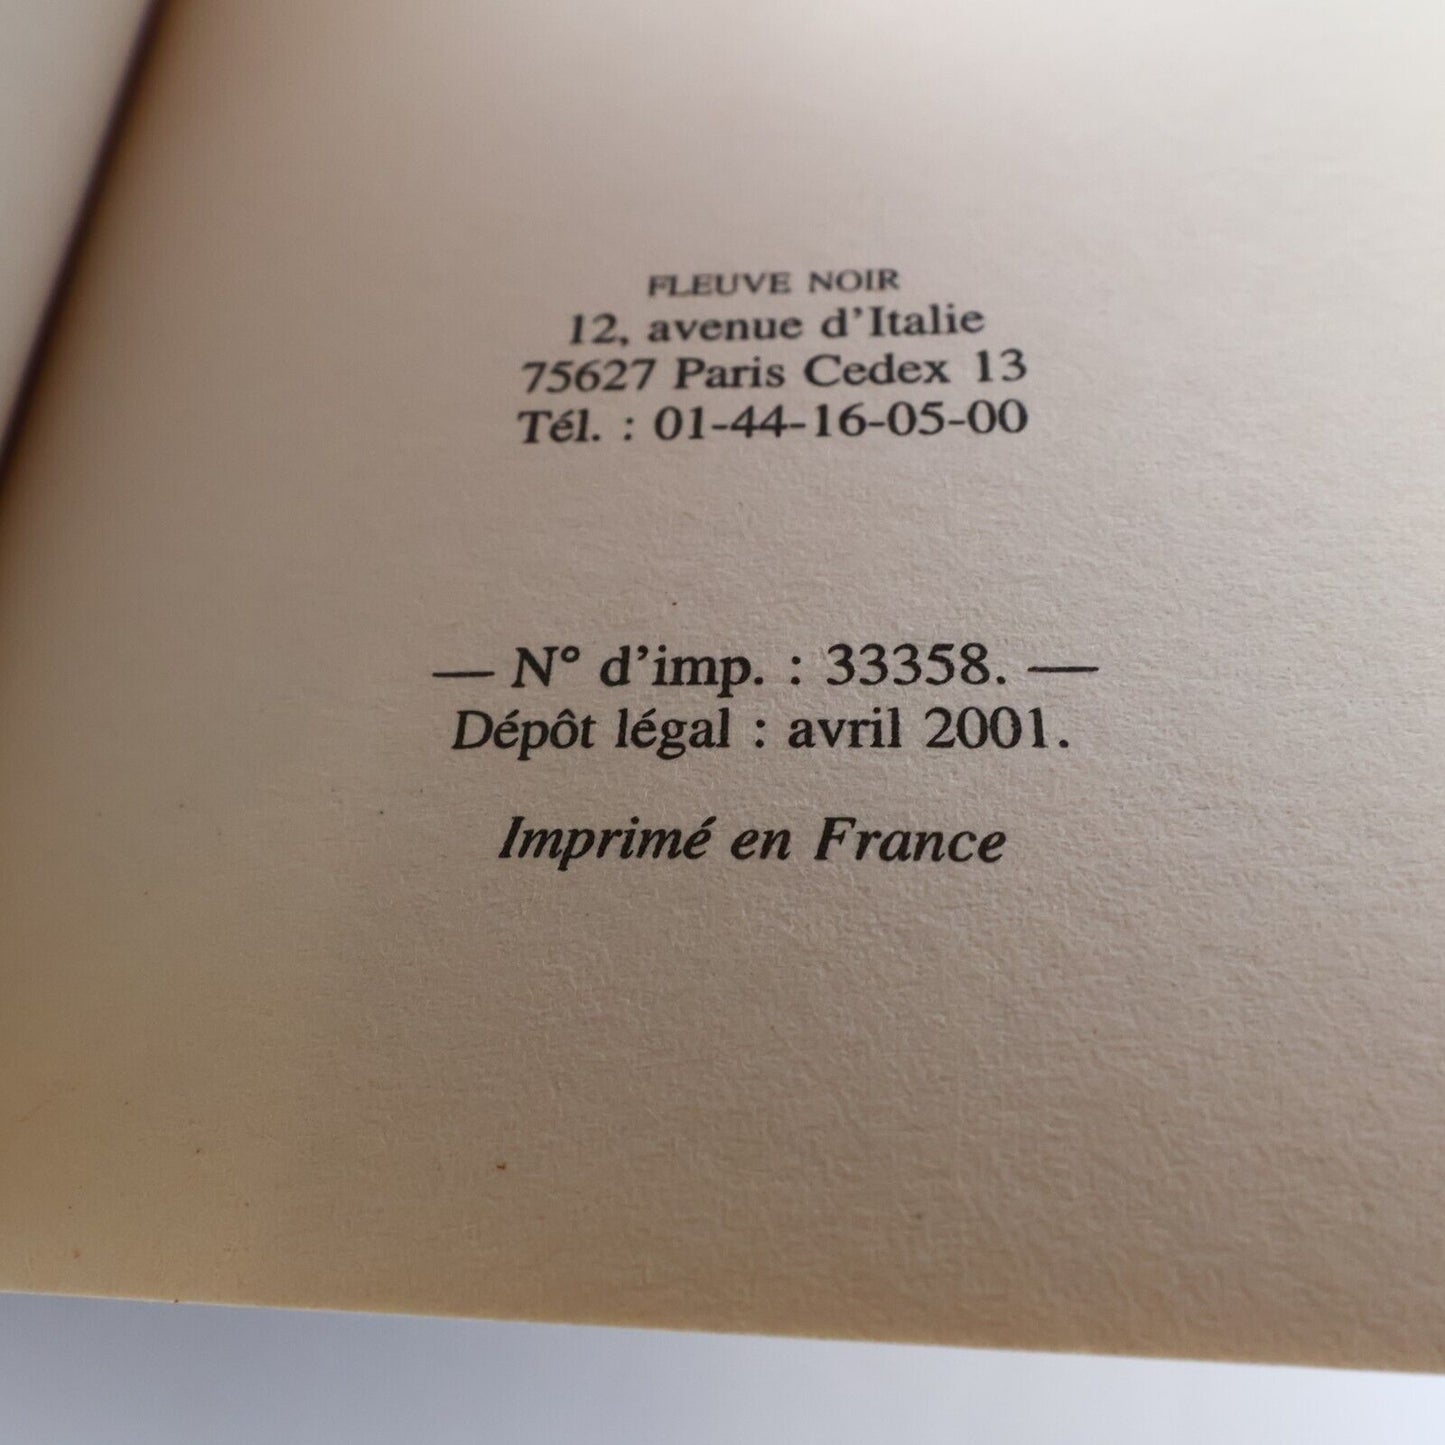 FLEUVE NOIR
12, avenue d'Italie
75627 Paris Cedex 13
Tél. : 01-44-16-05-00
— N° d'imp. : 33358. —
Dépôt légal : avril 2001.
Imprimé en France